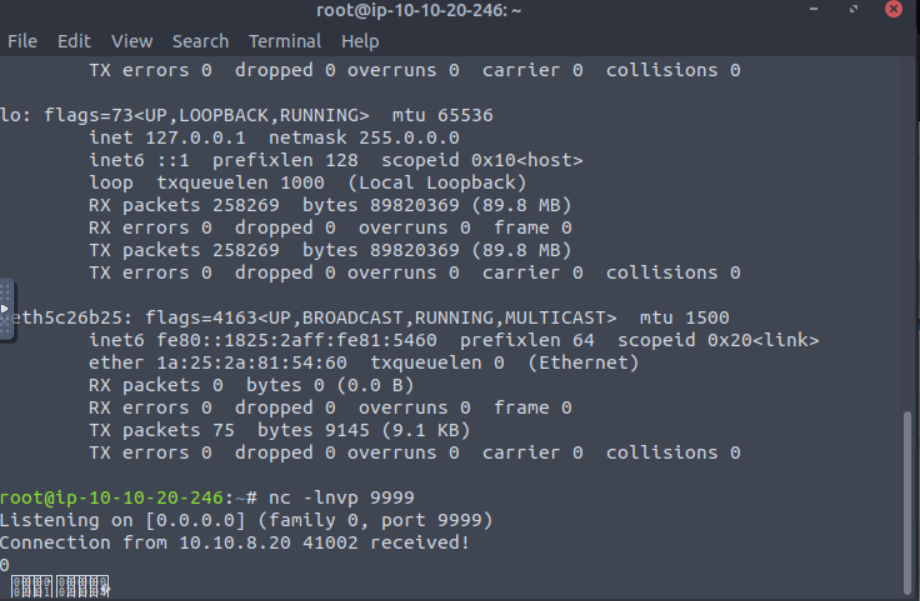 root@ip-10-10-20-246: ~
File Edit View Search Terminal Help
TX errors 0  dropped 0 overruns 0  carrier 0  collisions 0
lo: flags=73<UP,LOOPBACK,RUNNING>  mtu 65536
inet 127.0.0.1  netmask 255.0.0.0
inet6 ::1  prefixlen 128  scopeid 0x10<host>
loop  txqueuelen 1000  (Local Loopback)
RX packets 258269  bytes 89820369 (89.8 MB)
RX errors 0  dropped 0  overruns 0  frame 0
TX packets 258269  bytes 89820369 (89.8 MB)
TX errors 0  dropped 0 overruns 0  carrier 0  collisions 0
eth5c26b25: flags=4163<UP,BROADCAST,RUNNING,MULTICAST>  mtu 1500
inet6 fe80::1825:2aff:fe81:5460  prefixlen 64  scopeid 0x20<link>
ether 1a:25:2a:81:54:60  txqueuelen 0  (Ethernet)
RX packets 0  bytes 0 (0.0 B)
RX errors 0  dropped 0  overruns 0  frame 0
TX packets 75  bytes 9145 (9.1 KB)
TX errors 0  dropped 0 overruns 0  carrier 0  collisions 0
root@ip-10-10-20-246:~# nc -lnvp 9999
Listening on [0.0.0.0] (family 0, port 9999)
Connection from 10.10.8.20 41002 received!
0